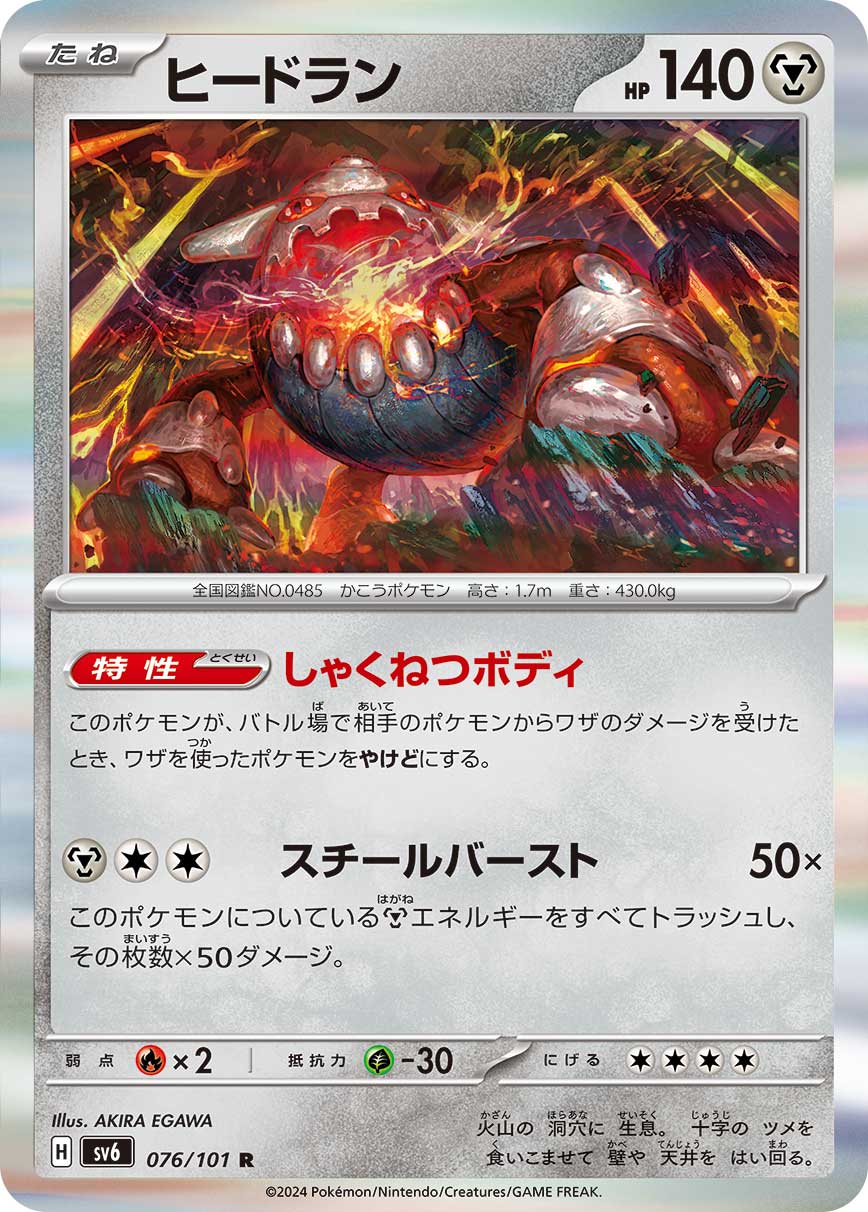 たね ヒードラン HP 140
全国図鑑NO.0485 かこうポケモン 高さ:1.7m 重さ:430.0kg
特性 とくせい しゃくねつボディ
このポケモンが、バトル場で相手のポケモンからワザのダメージを受けた
とき、ワザを使ったポケモンをやけどにする。
スチールバースト 50×
このポケモンについているエネルギーをすべてトラッシュし、
その枚数×50ダメージ。
弱点 ×2 抵抗力 -30 にげる
Illus. AKIRA EGAWA
火山の 洞穴に 生息。 十字の ツメを
食いこませて 壁や 天井を はい回る。
H sv6 076/101 R
©2024 Pokémon/Nintendo/Creatures/GAME FREAK.